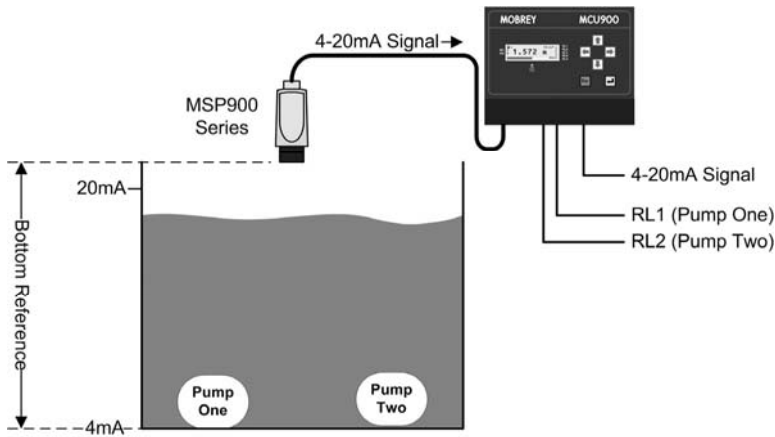 MOBREY MCU900
4-20mA Signal
1.572 m
MSP900
Series
20mA
4-20mA Signal
RL1 (Pump One)
RL2 (Pump Two)
Bottom Reference
Pump
One
Pump
Two
4mA